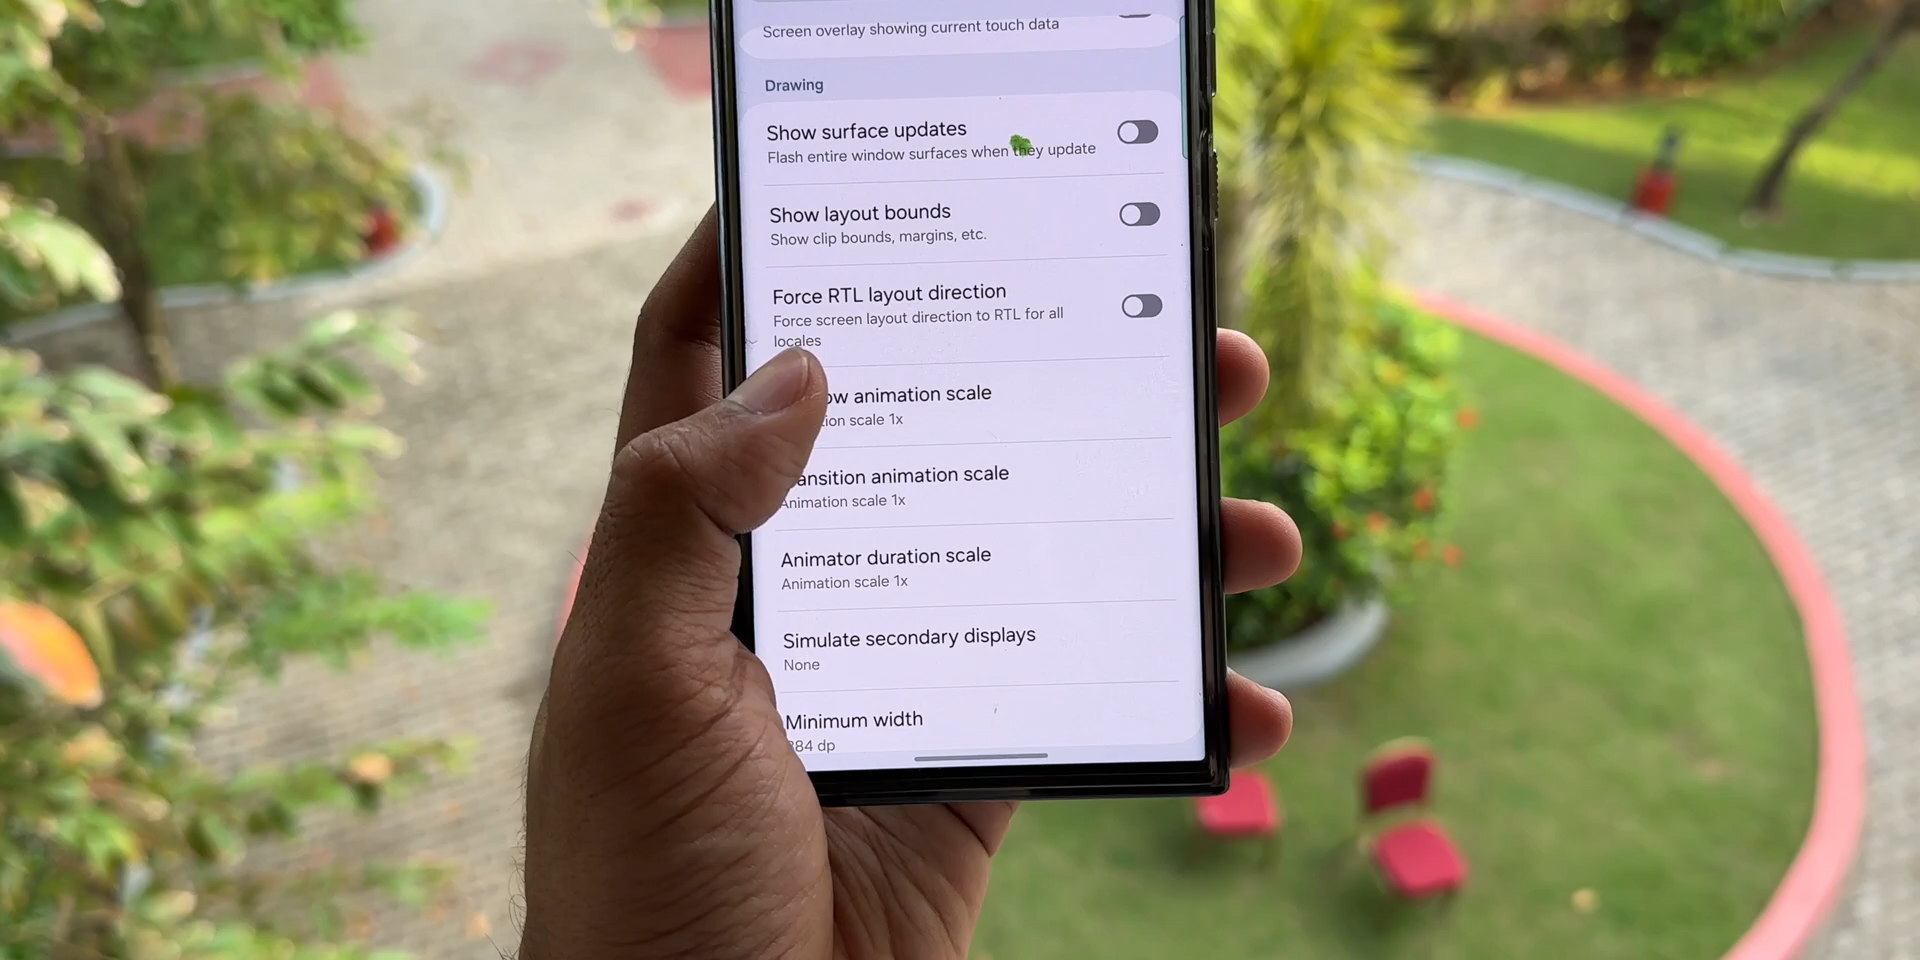 Screen overlay showing current touch data
Drawing
Show surface updates
Flash entire window surfaces when they update
Show layout bounds
Show clip bounds, margins, etc.
Force RTL layout direction
Force screen layout direction to RTL for all
locales
animation scale
scale 1x
animation scale
Animation scale 1x
Animator duration scale
Animation scale 1x
Simulate secondary displays
None
Minimum width
dp